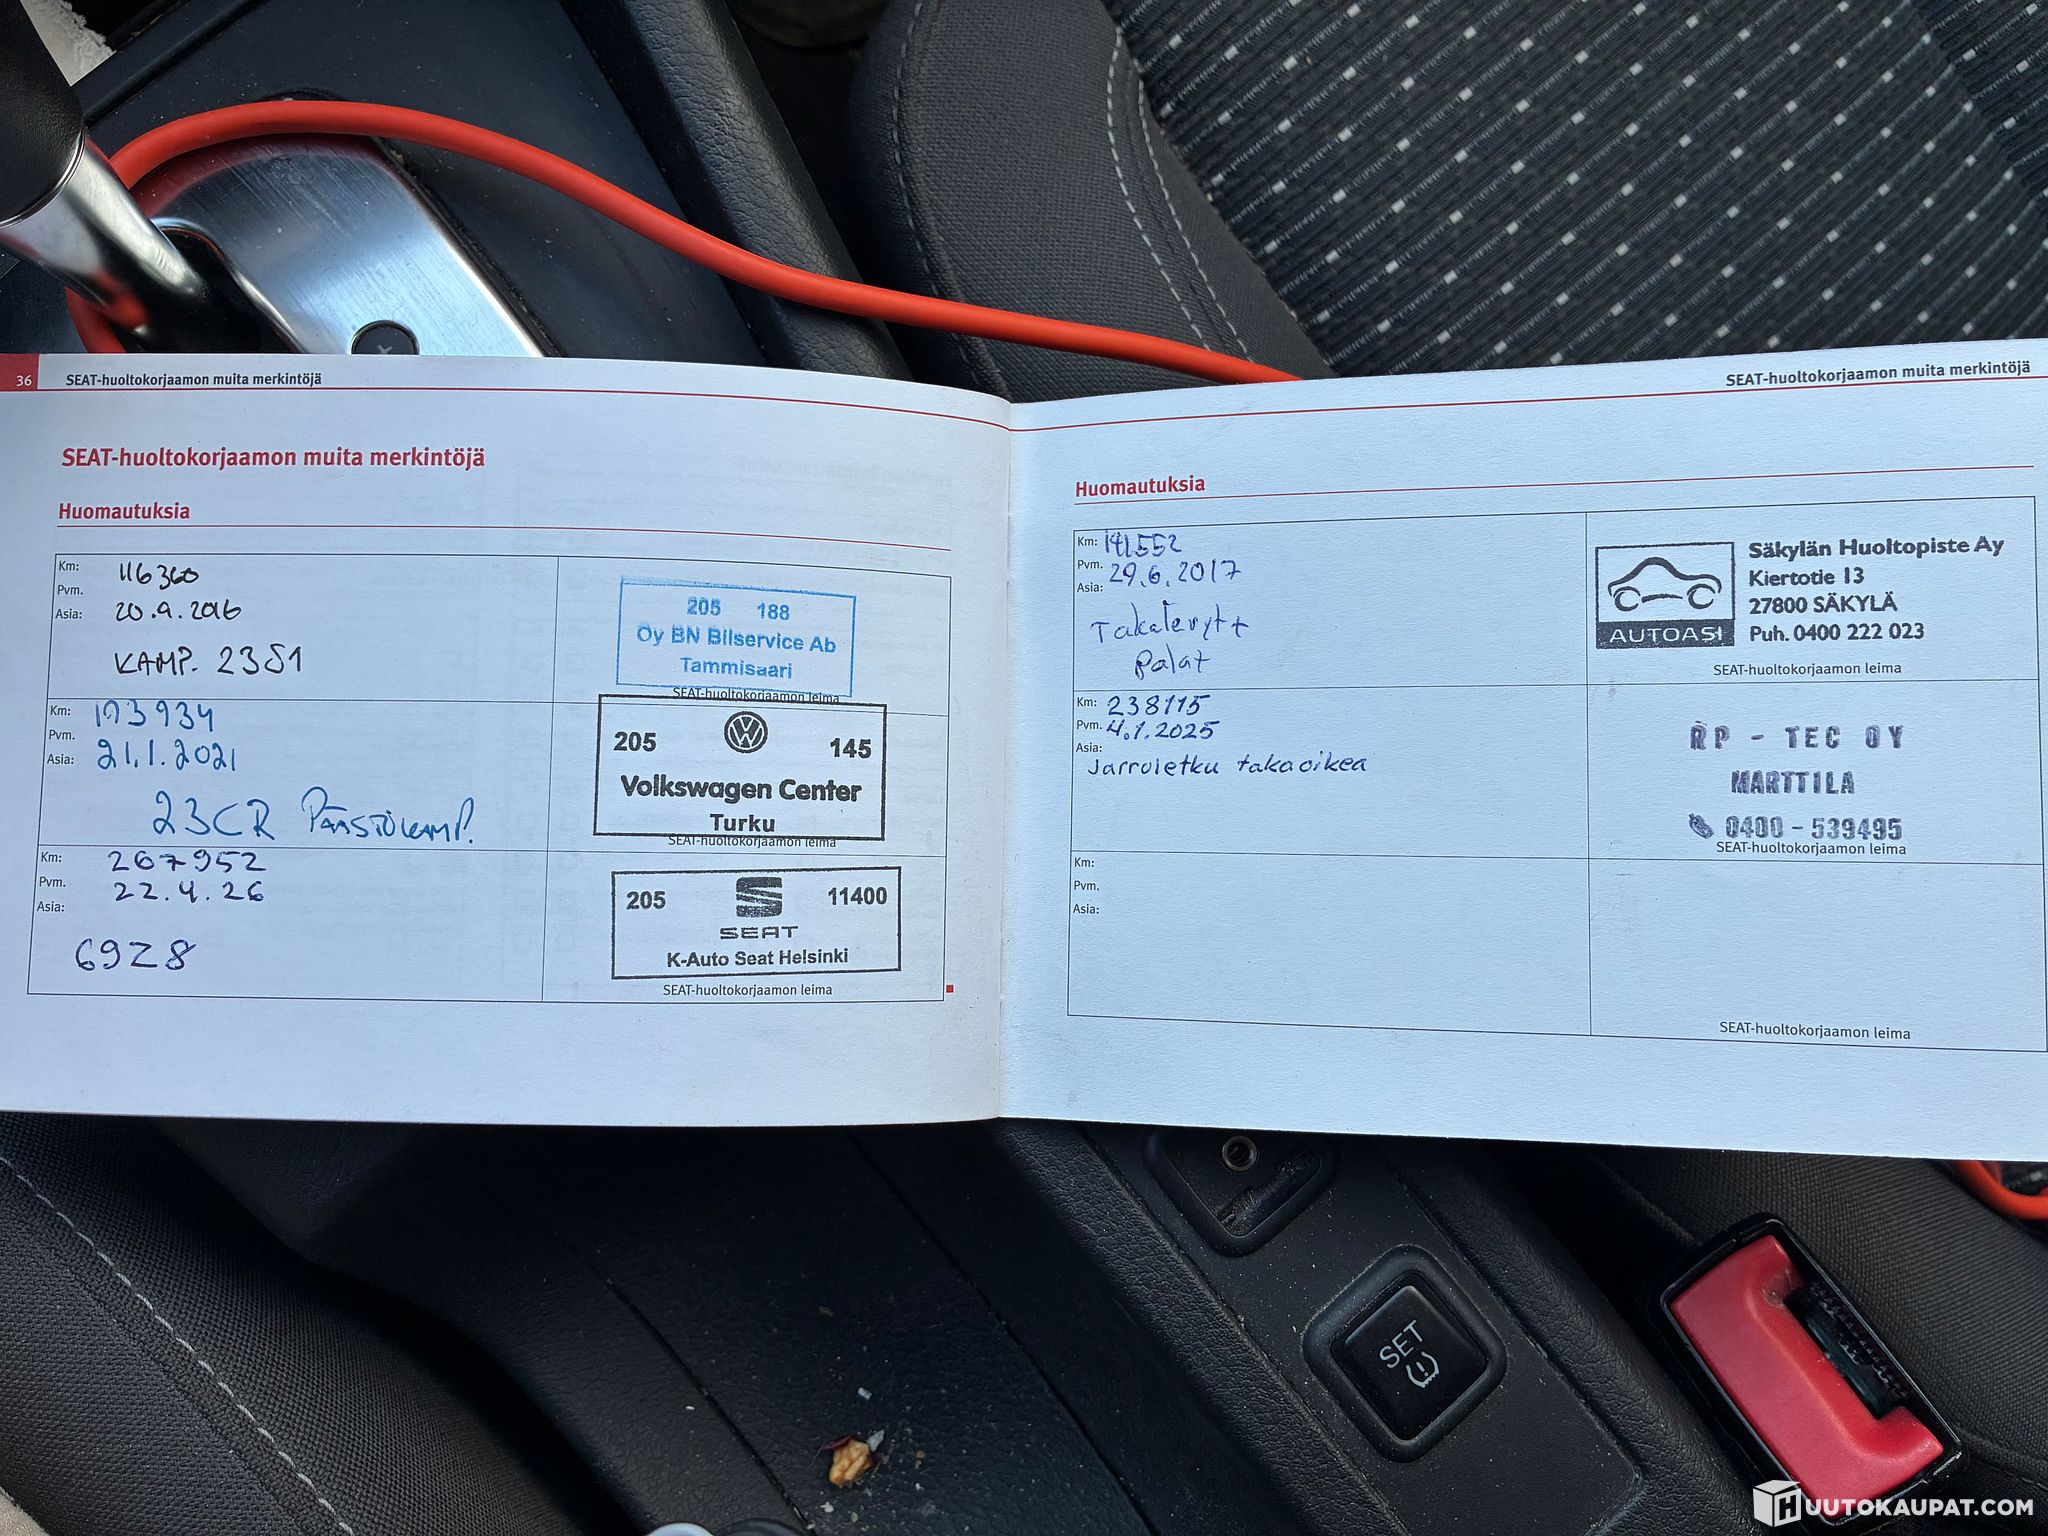 36 SEAT-huoltokorjaamon muita merkintöjä
SEAT-huoltokorjaamon muita merkintöjä
Huomautuksia
Km: 116360
Pvm. 20.9.2016
Asia:
KAMP. 23S1
205 188
Oy BN Bilservice Ab
Tammisaari
SEAT-huoltokorjaamon leima
Km: 193934
Pvm. 21.1.2021
Asia:
23CR PÄÄSTÖKAMP.
205 145
Volkswagen Center
Turku
SEAT-huoltokorjaamon leima
Km: 267952
Pvm. 22.4.26
Asia:
69Z8
205 11400
SEAT
K-Auto Seat Helsinki
SEAT-huoltokorjaamon leima
SEAT-huoltokorjaamon muita merkintöjä
Huomautuksia
Km: 141552
Pvm. 29.6.2017
Asia:
Takalevyt +
palat
AUTOASI
Säkylän Huoltopiste Ay
Kiertotie 13
27800 SÄKYLÄ
Puh. 0400 222 023
SEAT-huoltokorjaamon leima
Km: 238115
Pvm. 4.1.2025
Asia:
Jarruletku takaoikea
RP - TEC OY
MARTTILA
0400 - 539495
SEAT-huoltokorjaamon leima
Km:
Pvm.
Asia:
SEAT-huoltokorjaamon leima
SET
HUUTOKAUPAT.COM